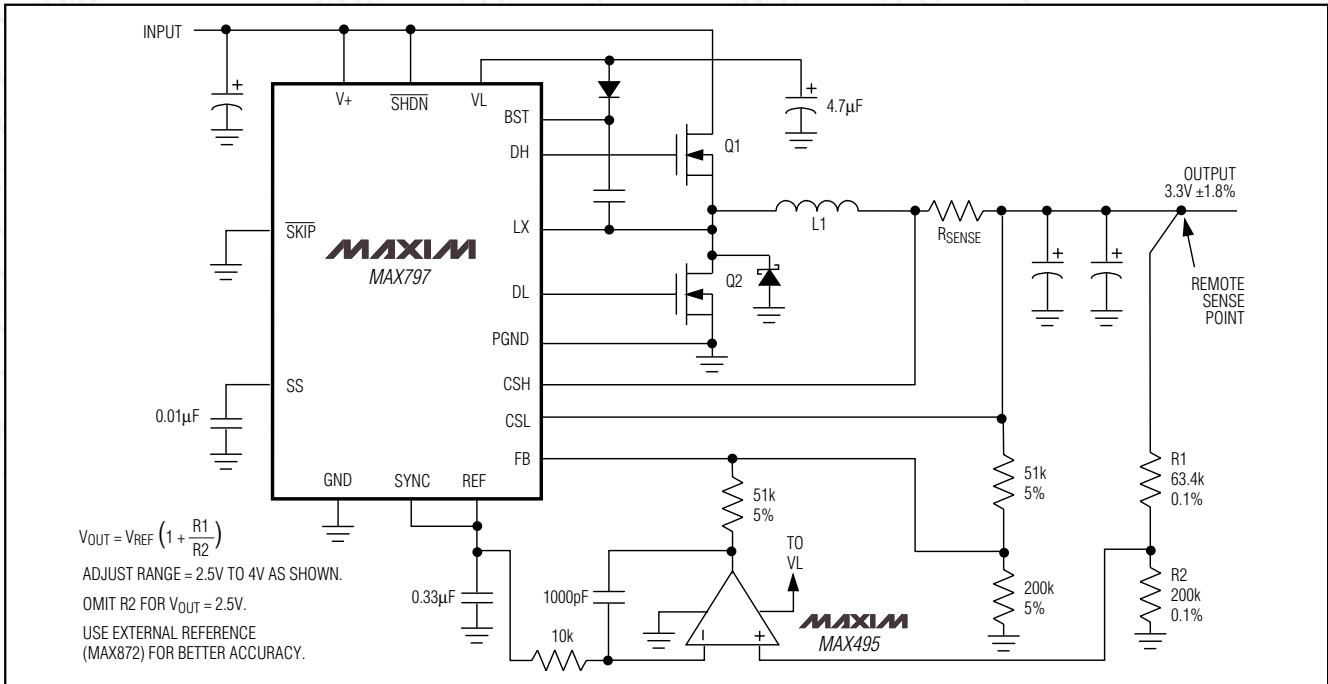 INPUT
V+
SHDN
VL
BST
DH
Q1
4.7µF
OUTPUT
3.3V ±1.8%
SKIP
MAXIM
MAX797
LX
L1
RSENSE
REMOTE
SENSE
POINT
DL
Q2
PGND
SS
CSH
0.01µF
CSL
FB
GND
SYNC
REF
51k
5%
51k
5%
R1
63.4k
0.1%
VOUT = VREF (1 + R1/R2)
ADJUST RANGE = 2.5V TO 4V AS SHOWN.
OMIT R2 FOR VOUT = 2.5V.
USE EXTERNAL REFERENCE
(MAX872) FOR BETTER ACCURACY.
0.33µF
1000pF
TO
VL
200k
5%
R2
200k
0.1%
10k
I
+
MAXIM
MAX495
+
+
+
+